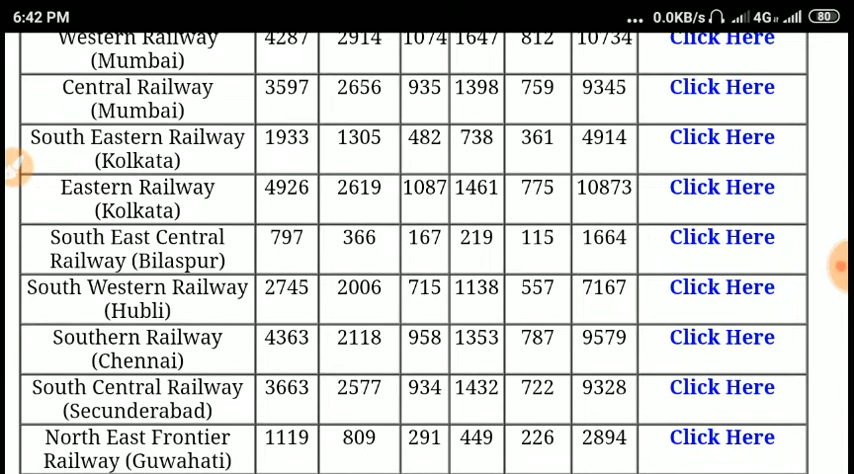 6:42 PM ... 0.0KB/s 4G 80
Western Railway 4287 2914 1074 1647 812 10734 Click Here
(Mumbai)
Central Railway 3597 2656 935 1398 759 9345 Click Here
(Mumbai)
South Eastern Railway 1933 1305 482 738 361 4914 Click Here
(Kolkata)
Eastern Railway 4926 2619 1087 1461 775 10873 Click Here
(Kolkata)
South East Central 797 366 167 219 115 1664 Click Here
Railway (Bilaspur)
South Western Railway 2745 2006 715 1138 557 7167 Click Here
(Hubli)
Southern Railway 4363 2118 958 1353 787 9579 Click Here
(Chennai)
South Central Railway 3663 2577 934 1432 722 9328 Click Here
(Secunderabad)
North East Frontier 1119 809 291 449 226 2894 Click Here
Railway (Guwahati)